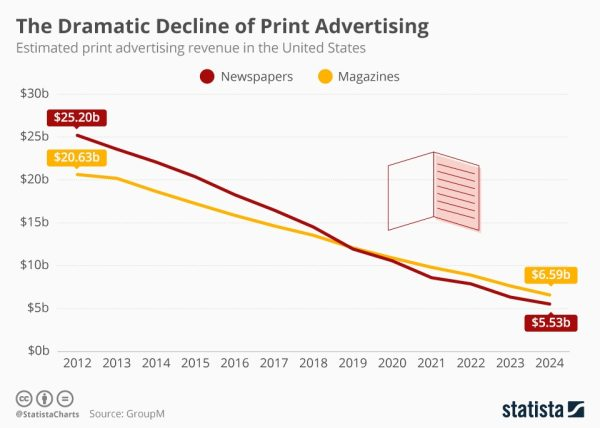 The Dramatic Decline of Print Advertising
Estimated print advertising revenue in the United States
Newspapers Magazines
$30b
$25.20b
$25b
$20.63b
$20b
$15b
$10b
$6.59b
$5b
$5.53b
$0b
2012 2013 2014 2015 2016 2017 2018 2019 2020 2021 2022 2023 2024
cc
@StatistaCharts Source: GroupM
statista